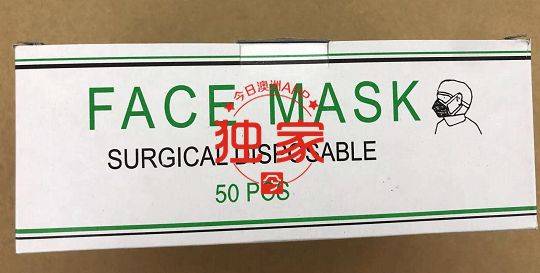 FACE MASK
今日澳洲APP
独家
SURGICAL DISPOSABLE
50 PCS